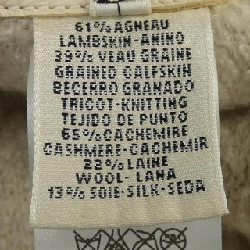 61% AGNEAU
LAMBSKIN-ANINO
39% VEAU GRAINE
GRAINED CALFSKIN
BECERRO GRANADO
TRICOT-KNITTING
TEJIDO DE PUNTO
65% CACHEMIRE
CASHMERE-CACHEMIR
22% LAINE
WOOL-LANA
13% SOIE-SILK-SEDA